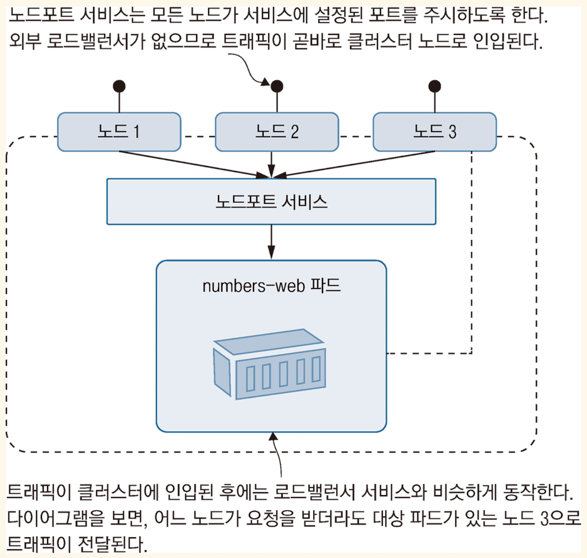 노드포트 서비스는 모든 노드가 서비스에 설정된 포트를 주시하도록 한다.
외부 로드밸런서가 없으므로 트래픽이 곧바로 클러스터 노드로 인입된다.
노드 1
노드 2
노드 3
노드포트 서비스
numbers-web 파드
트래픽이 클러스터에 인입된 후에는 로드밸런서 서비스와 비슷하게 동작한다.
다이어그램을 보면, 어느 노드가 요청을 받더라도 대상 파드가 있는 노드 3으로
트래픽이 전달된다.